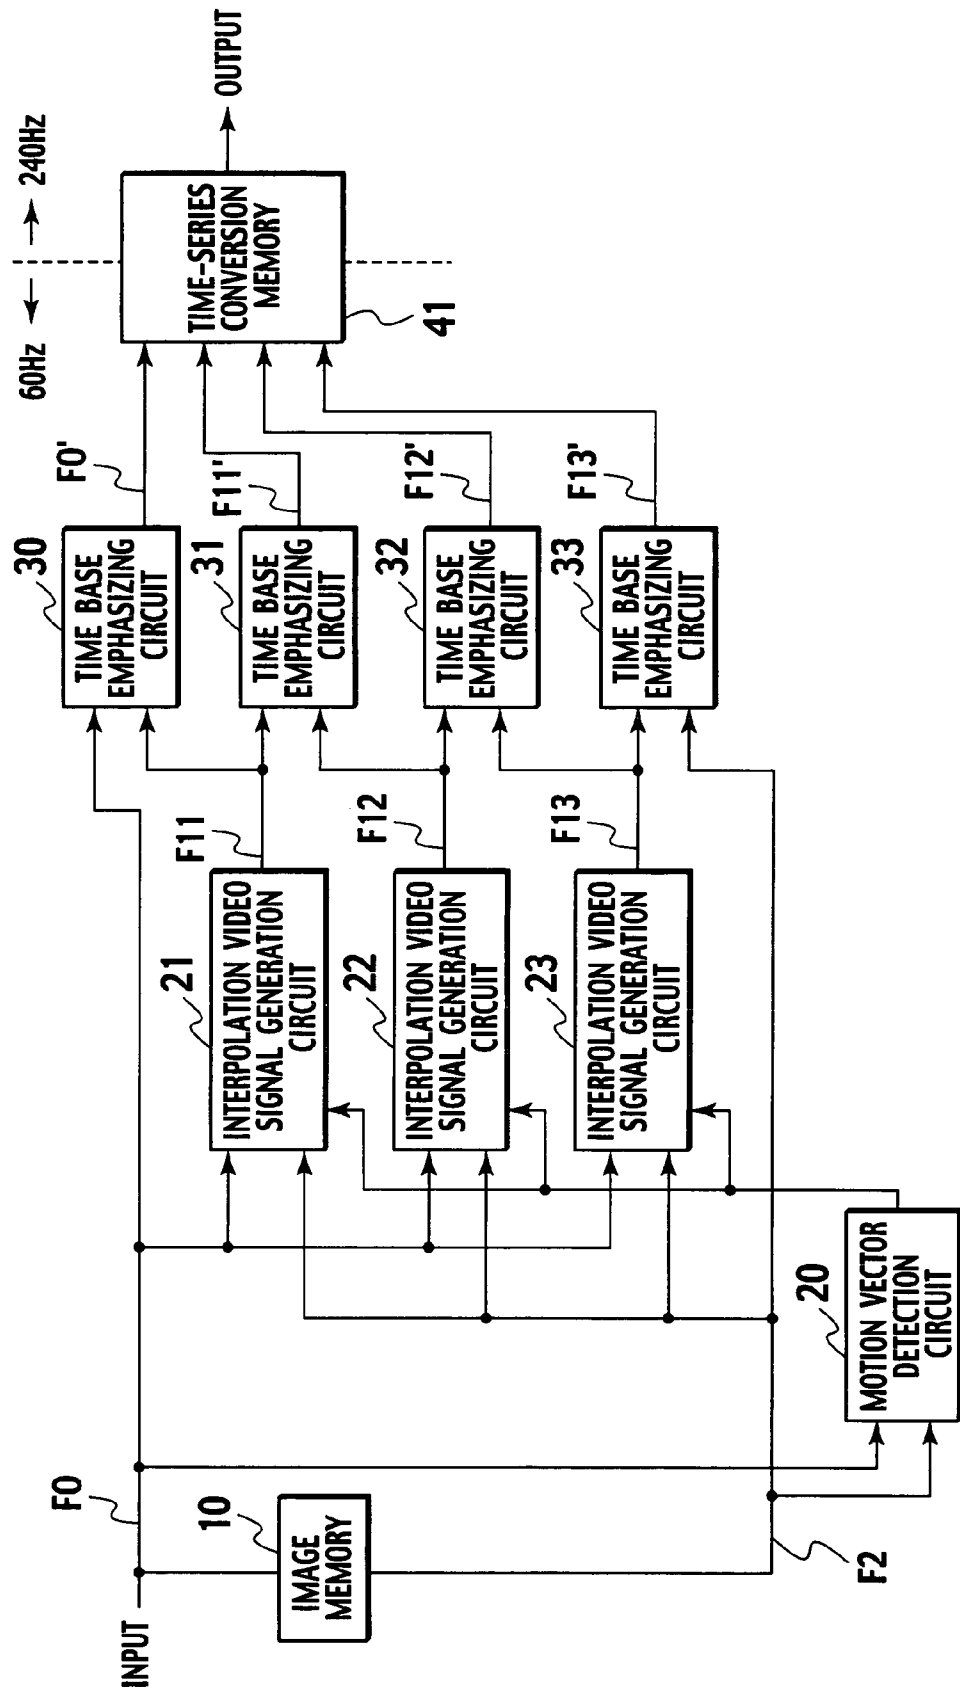 INPUT
F0
10
IMAGE
MEMORY
F2
20
MOTION VECTOR
DETECTION
CIRCUIT
21
INTERPOLATION VIDEO
SIGNAL GENERATION
CIRCUIT
22
INTERPOLATION VIDEO
SIGNAL GENERATION
CIRCUIT
23
INTERPOLATION VIDEO
SIGNAL GENERATION
CIRCUIT
F11
F12
F13
30
TIME BASE
EMPHASIZING
CIRCUIT
31
TIME BASE
EMPHASIZING
CIRCUIT
32
TIME BASE
EMPHASIZING
CIRCUIT
33
TIME BASE
EMPHASIZING
CIRCUIT
F0'
F11'
F12'
F13'
60Hz ← → 240Hz
TIME-SERIES
CONVERSION
MEMORY
41
OUTPUT